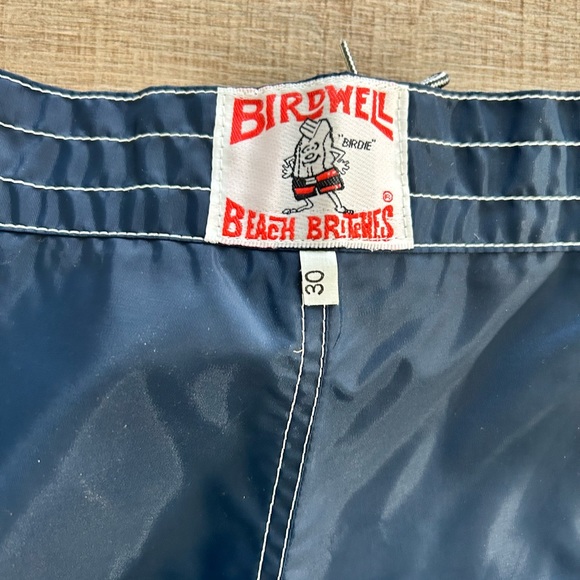 BIRDWELL
"BIRDIE"
®
BEACH BRITCHES
30